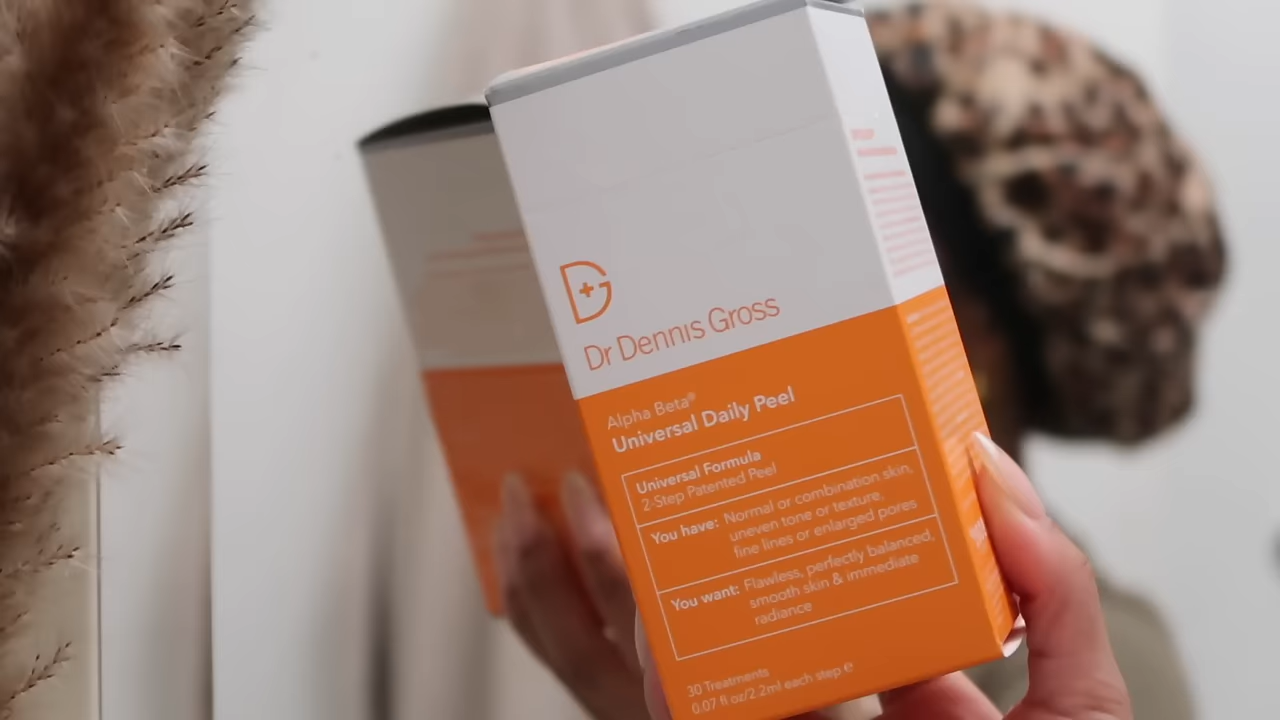 Dr Dennis Gross
Alpha Beta®
Universal Daily Peel
Universal Formula
2-Step Patented Peel
You have: Normal or combination skin,
uneven tone or texture,
fine lines or enlarged pores
You want: Flawless, perfectly balanced,
smooth skin & immediate
radiance
30 Treatments
0.07 fl oz/2.2ml each step ℮